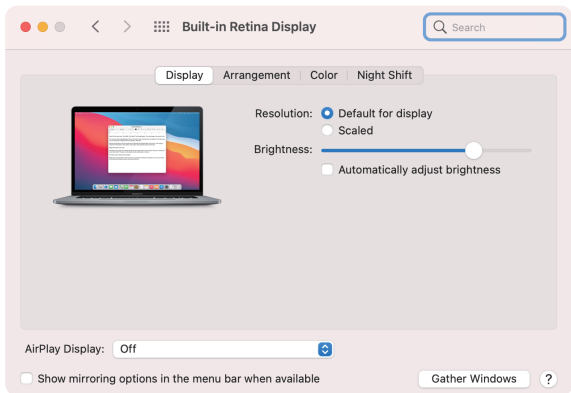 Built-in Retina Display
Search
Display Arrangement Color Night Shift
Resolution: Default for display
Scaled
Brightness:
Automatically adjust brightness
AirPlay Display: Off
Show mirroring options in the menu bar when available
Gather Windows ?